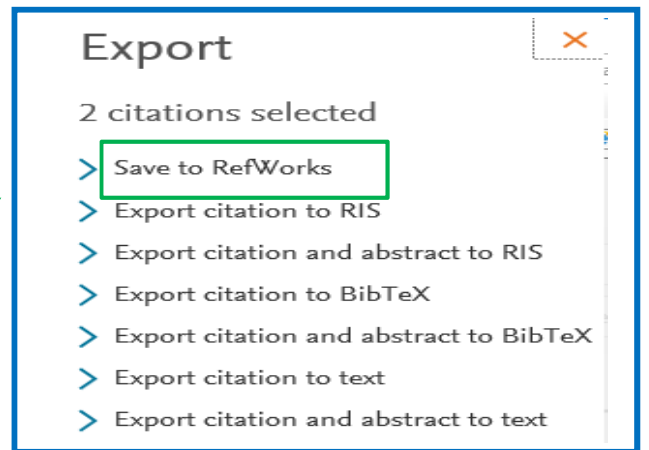 Export
2 citations selected
Save to RefWorks
Export citation to RIS
Export citation and abstract to RIS
Export citation to BibTeX
Export citation and abstract to BibTeX
Export citation to text
Export citation and abstract to text